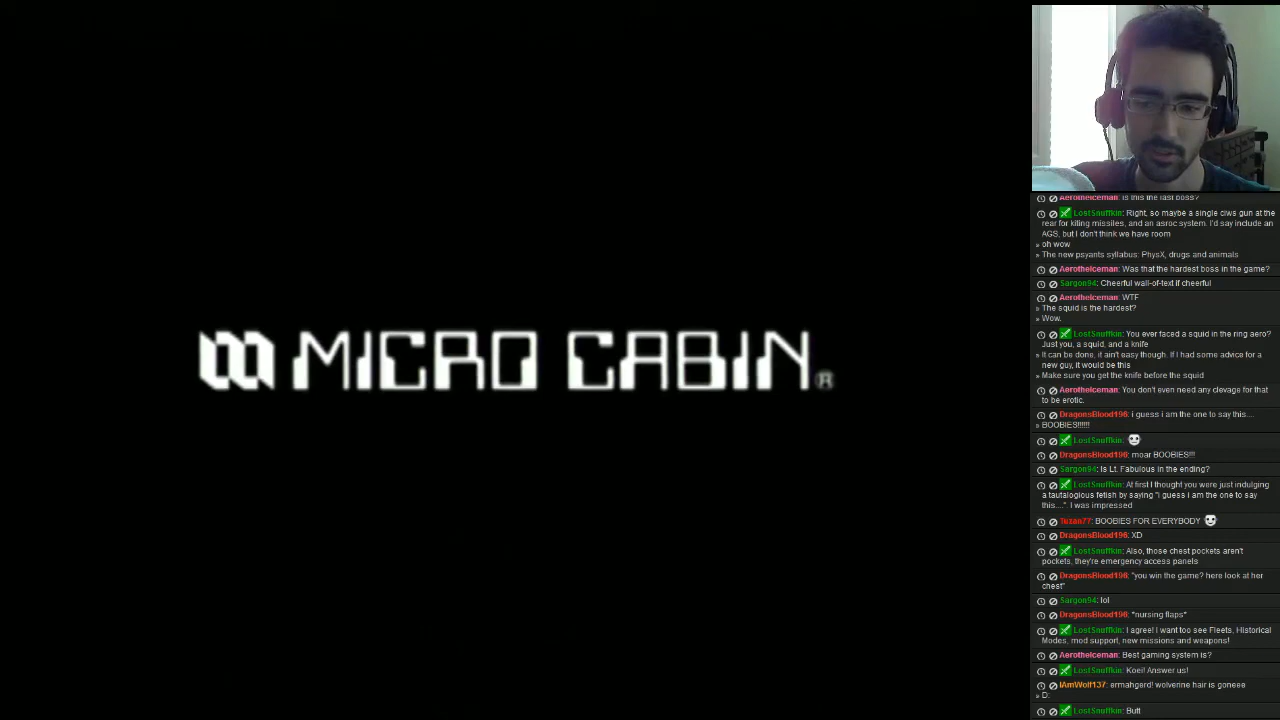 MICRO CABIN®
Aerotheiceman: Is this the last boss?
LostSnuffkin: Right, so maybe a single ciws gun at the
rear for killing missiles, and an asroc system. I'd say include an
AGS, but I don't think we have room
» oh wow
» The new psyants syllabus: PhysX, drugs and animals
Aerotheiceman: Was that the hardest boss in the game?
Sargon94: Cheerful wall-of-text if cheerful
Aerotheiceman: WTF
» The squid is the hardest?
» Wow.
LostSnuffkin: You ever faced a squid in the ring aero?
Just you, a squid, and a knife
» It can be done, it ain't easy though. If I had some advice for a
new guy, it would be this
» Make sure you get the knife before the squid
Aerotheiceman: You don't even need any clevage for that
to be erotic.
DragonsBlood196: i guess i am the one to say this....
» BOOBIES!!!!!!
LostSnuffkin:
DragonsBlood196: moar BOOBIES!!!
Sargon94: Is Lt. Fabulous in the ending?
LostSnuffkin: At first I thought you were just indulging
a tautalogious fetish by saying "i guess i am the one to say
this...." I was impressed
Tuzan77: BOOBIES FOR EVERYBODY
DragonsBlood196: XD
LostSnuffkin: Also, those chest pockets aren't
pockets, they're emergency access panels
DragonsBlood196: "you win the game? here look at her
chest"
Sargon94: lol
DragonsBlood196: *nursing flaps*
LostSnuffkin: I agree! I want too see Fleets, Historical
Modes, mod support, new missions and weapons!
Aerotheiceman: Best gaming system is?
LostSnuffkin: Koei! Answer us!
IAmWolf137: ermahgerd! wolverine hair is goneee
» D:
LostSnuffkin: Butt